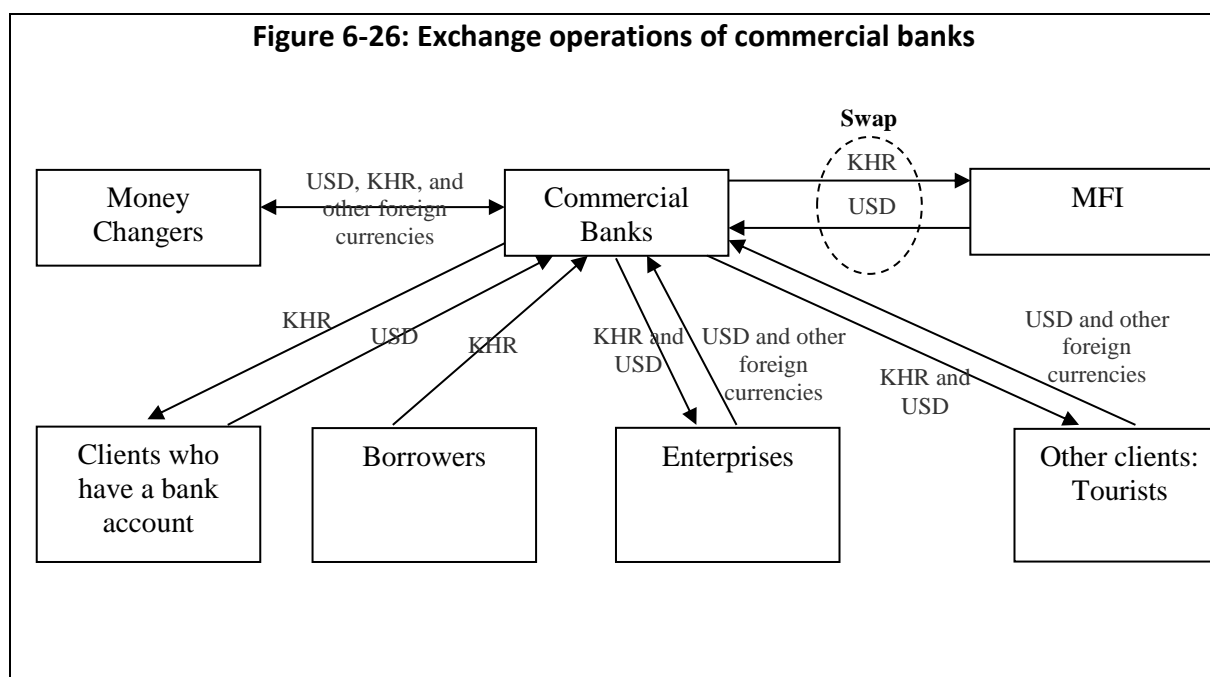 Figure 6-26: Exchange operations of commercial banks
Swap
Money
Changers
USD, KHR, and
other foreign
currencies
Commercial
Banks
KHR
USD
MFI
KHR
USD
KHR
KHR and
USD
USD and other
foreign
currencies
KHR and
USD
USD and other
foreign
currencies
Clients who
have a bank
account
Borrowers
Enterprises
Other clients:
Tourists